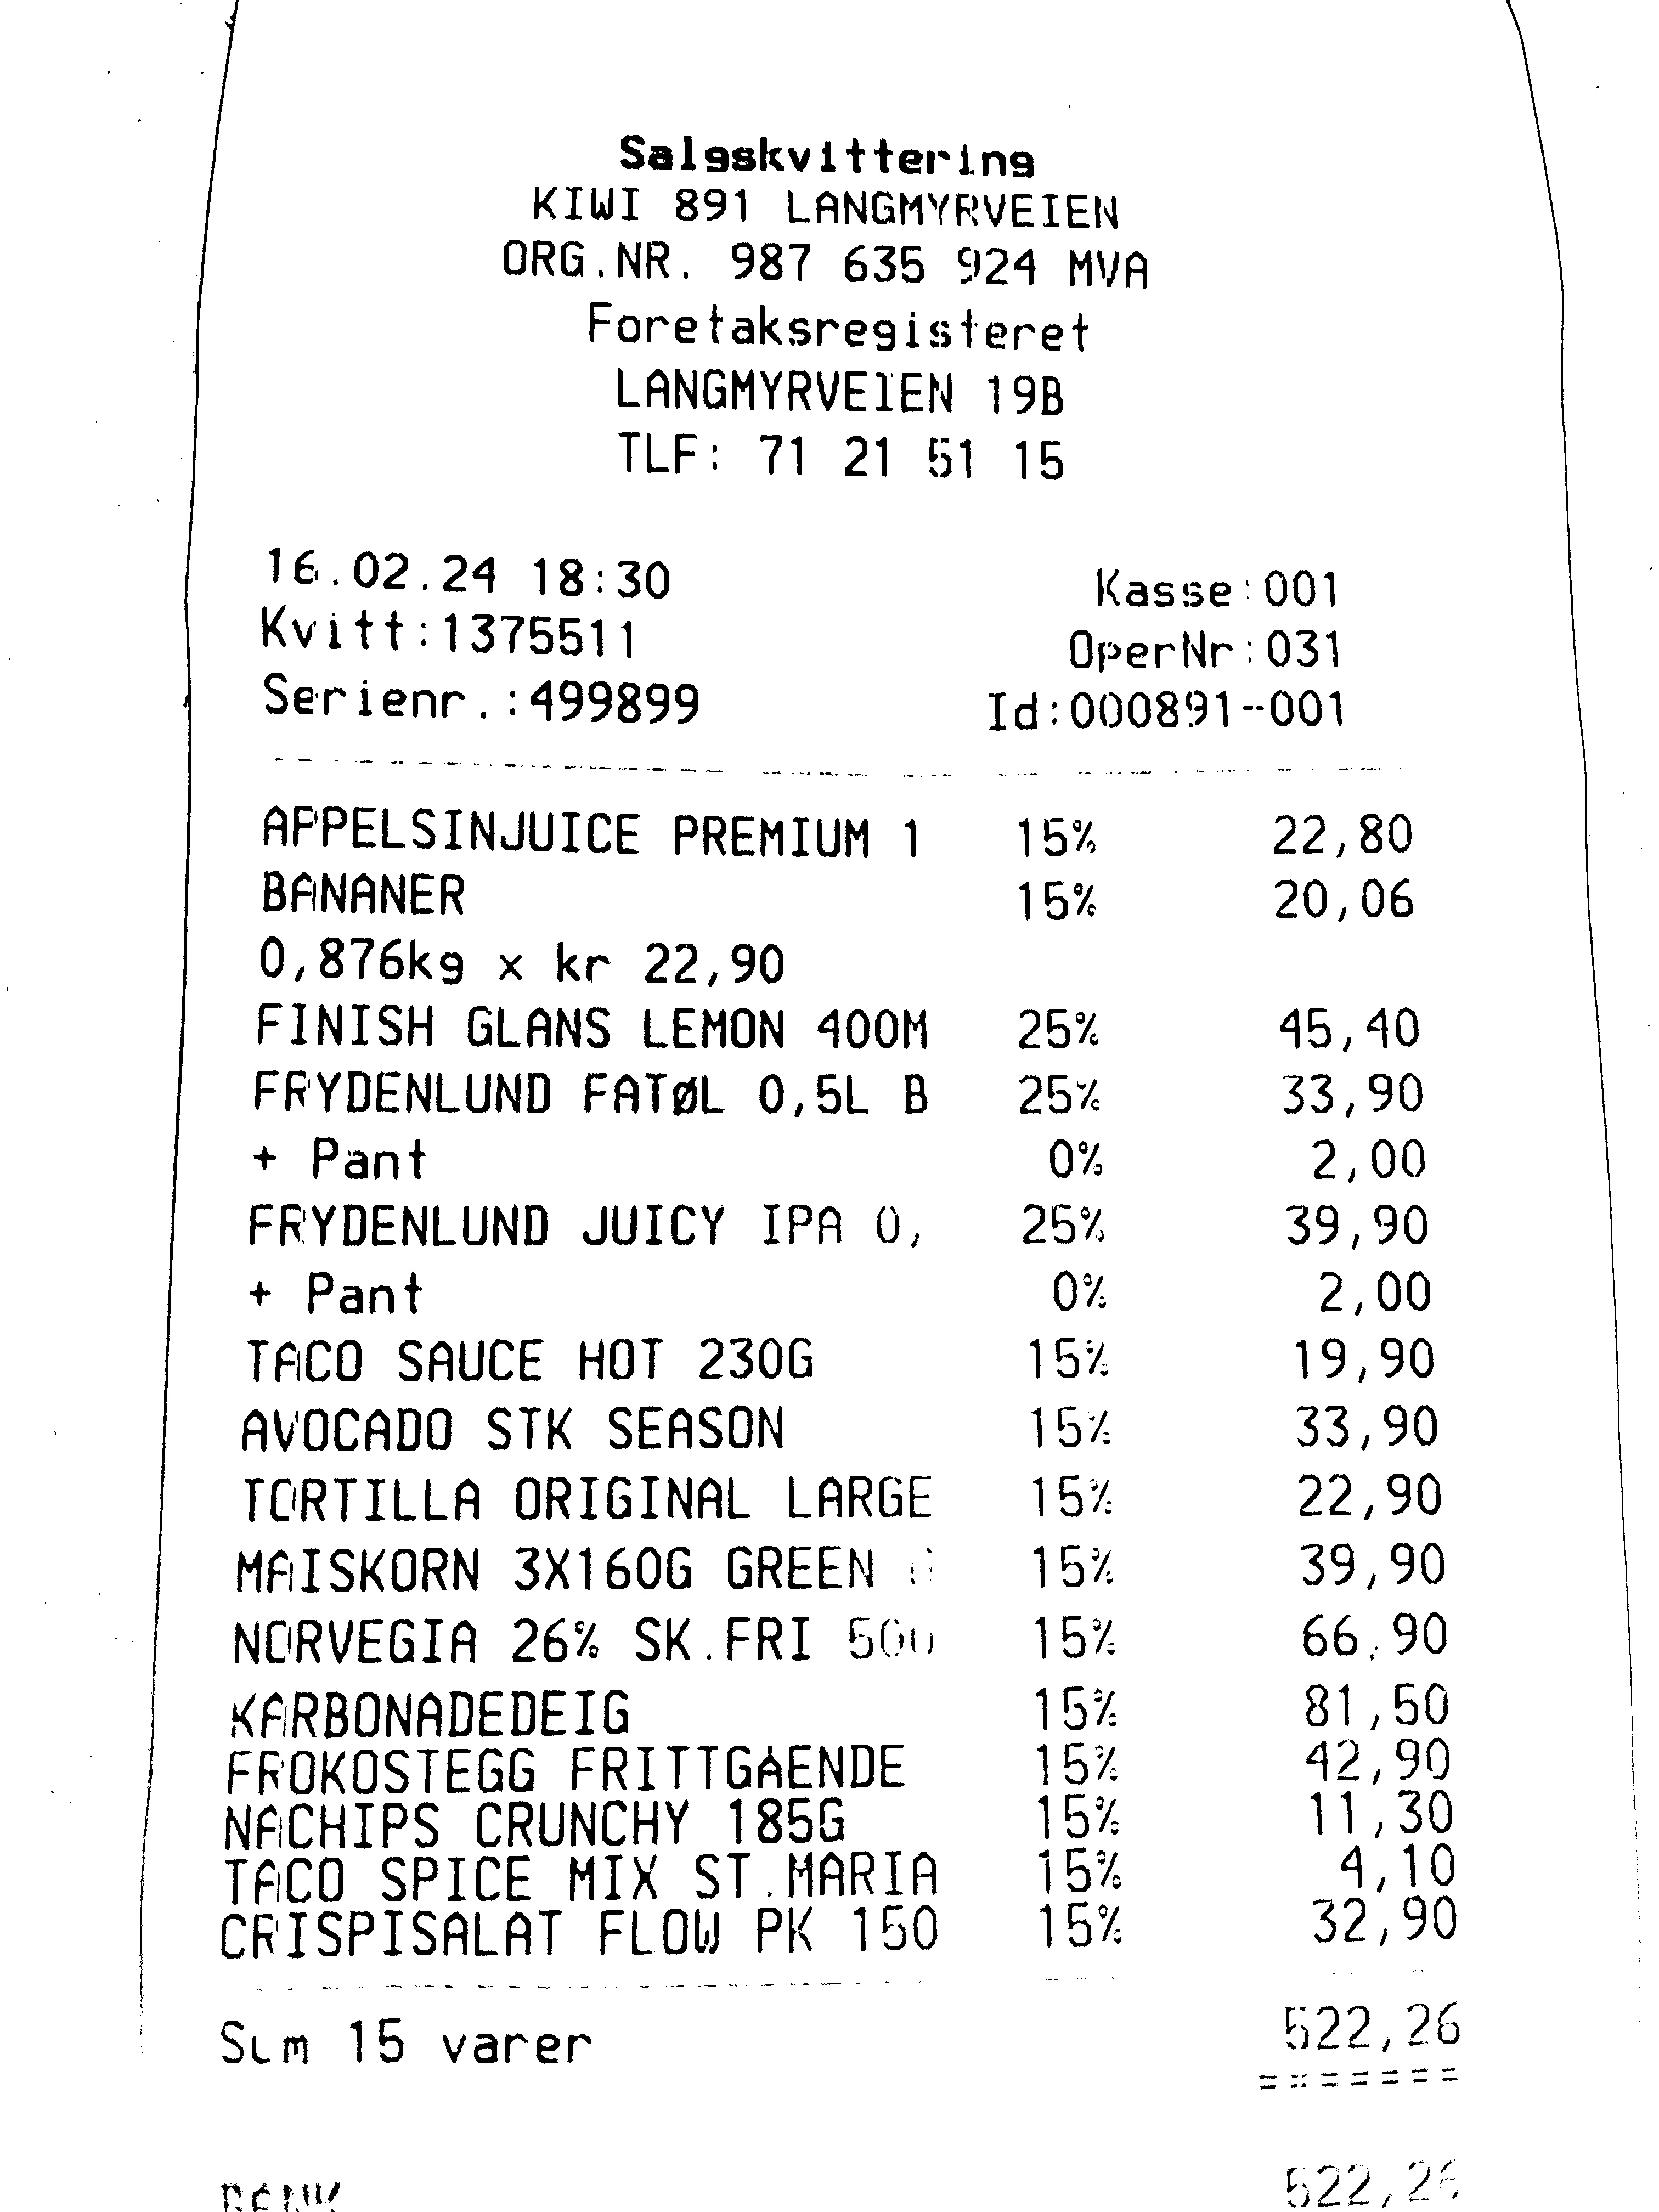 Salgskvittering
KIWI 891 LANGMYRVEIEN
ORG.NR. 987 635 924 MVA
Foretaksregisteret
LANGMYRVEIEN 19B
TLF: 71 21 51 15
16.02.24 18:30 Kasse:001
Kvitt:1375511 OperNr:031
Serienr.:499899 Id:000891-001
APPELSINJUICE PREMIUM 1 15% 22,80
BANANER 15% 20,06
0,876kg x kr 22,90
FINISH GLANS LEMON 400M 25% 45,40
FRYDENLUND FATØL 0,5L B 25% 33,90
+ Pant 0% 2,00
FRYDENLUND JUICY IPA 0, 25% 39,90
+ Pant 0% 2,00
TACO SAUCE HOT 230G 15% 19,90
AVOCADO STK SEASON 15% 33,90
TORTILLA ORIGINAL LARGE 15% 22,90
MAISKORN 3X160G GREEN 15% 39,90
NORVEGIA 26% SK.FRI 500 15% 66,90
KARBONADEDEIG 15% 81,50
FROKOSTEGG FRITTGÅENDE 15% 42,90
NACHIPS CRUNCHY 185G 15% 11,30
TACO SPICE MIX ST.MARIA 15% 4,10
CRISPISALAT FLOW PK 150 15% 32,90
Sum 15 varer 522,26
=======
BANK 522,26